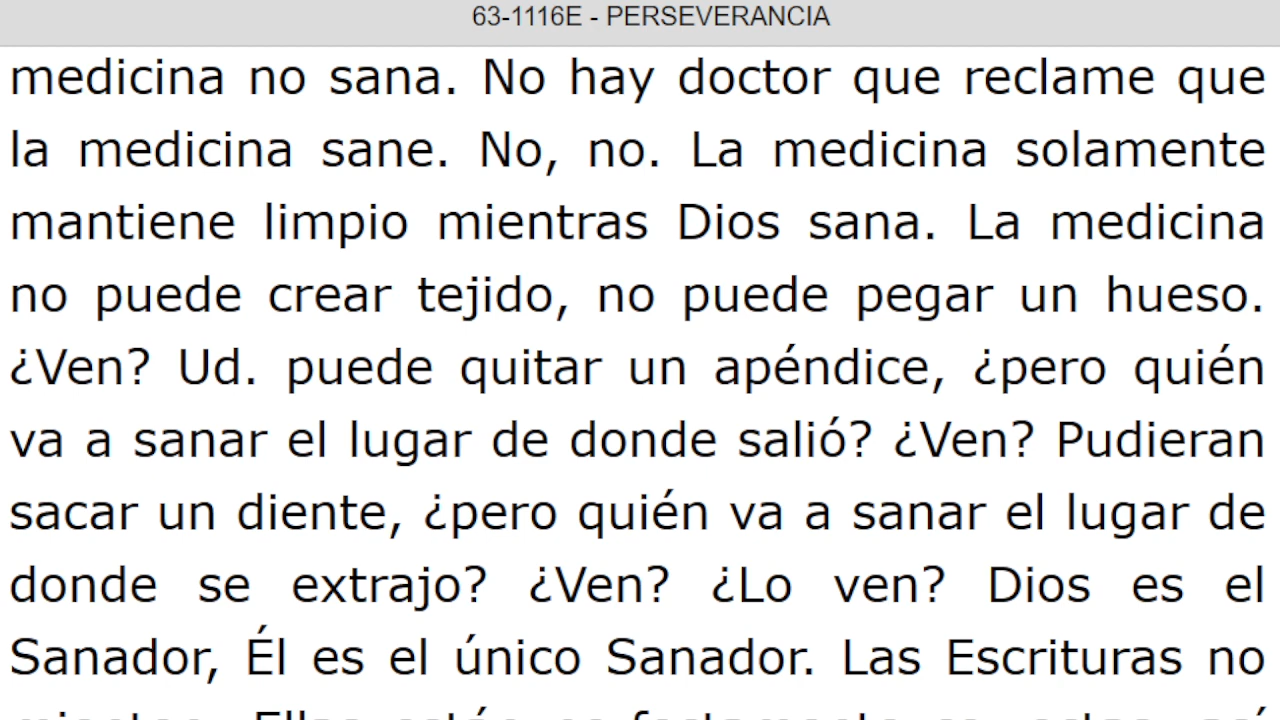 63-1116E - PERSEVERANCIA
medicina no sana. No hay doctor que reclame que
la medicina sane. No, no. La medicina solamente
mantiene limpio mientras Dios sana. La medicina
no puede crear tejido, no puede pegar un hueso.
¿Ven? Ud. puede quitar un apéndice, ¿pero quién
va a sanar el lugar de donde salió? ¿Ven? Pudieran
sacar un diente, ¿pero quién va a sanar el lugar de
donde se extrajo? ¿Ven? ¿Lo ven? Dios es el
Sanador, Él es el único Sanador. Las Escrituras no